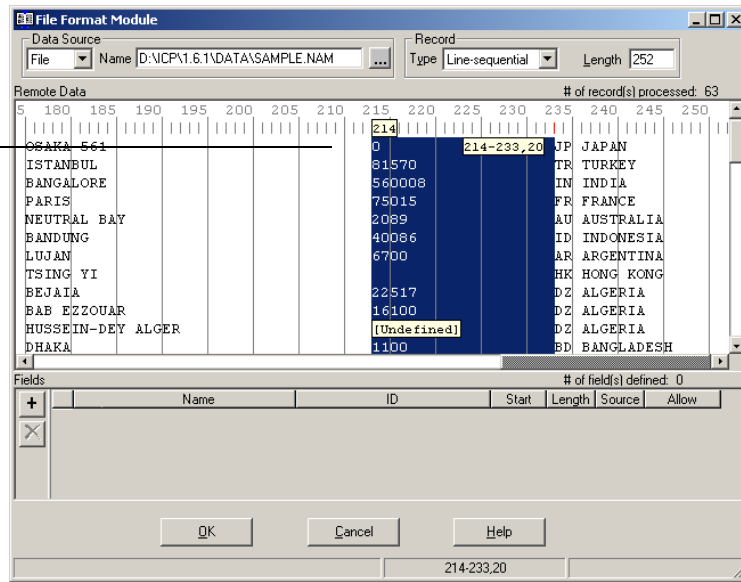 File Format Module
Data Source
Record
File Name D:\ICP\1.6.1\DATA\SAMPLE.NAM ... Type Line-sequential Length 252
Remote Data # of record(s) processed: 63
5 180 185 190 195 200 205 210 215 220 225 230 235 240 245 250
214
OSAKA 561 0 214-233,20 JP JAPAN
ISTANBUL 81570 TR TURKEY
BANGALORE 560008 IN INDIA
PARIS 75015 FR FRANCE
NEUTRAL BAY 2089 AU AUSTRALIA
BANDUNG 40086 ID INDONESIA
LUJAN 6700 AR ARGENTINA
TSING YI HK HONG KONG
BEJAIA 22517 DZ ALGERIA
BAB EZZOUAR 16100 DZ ALGERIA
HUSSEIN-DEY ALGER [Undefined] DZ ALGERIA
DHAKA 1100 BD BANGLADESH
Fields # of field(s) defined: 0
+ Name ID Start Length Source Allow
OK Cancel Help
214-233,20